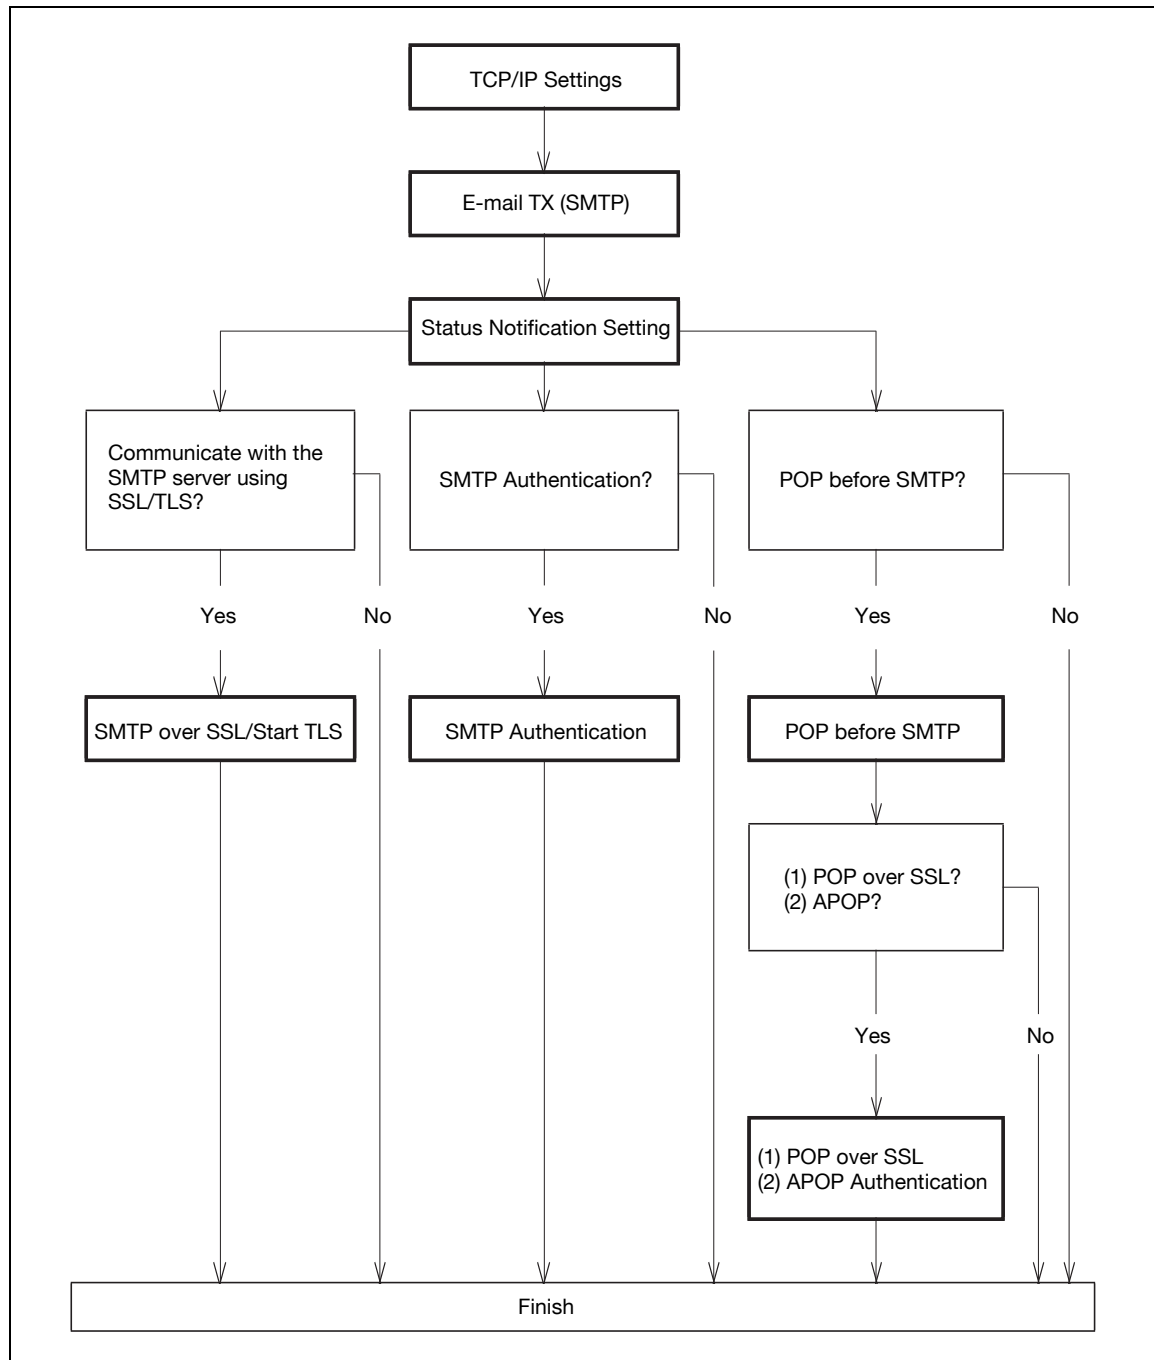 TCP/IP Settings
E-mail TX (SMTP)
Status Notification Setting
Communicate with the
SMTP server using
SSL/TLS?
SMTP Authentication?
POP before SMTP?
Yes
No
Yes
No
Yes
No
SMTP over SSL/Start TLS
SMTP Authentication
POP before SMTP
(1) POP over SSL?
(2) APOP?
Yes
No
(1) POP over SSL
(2) APOP Authentication
Finish